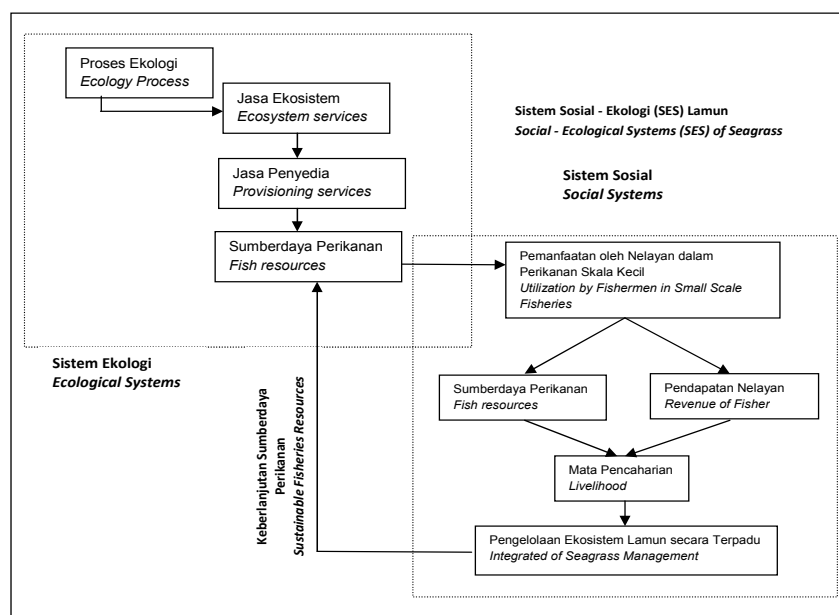 Proses Ekologi
Ecology Process
Jasa Ekosistem
Ecosystem services
Jasa Penyedia
Provisioning services
Sumberdaya Perikanan
Fish resources
Sistem Ekologi
Ecological Systems
Sistem Sosial - Ekologi (SES) Lamun
Social - Ecological Systems (SES) of Seagrass
Sistem Sosial
Social Systems
Pemanfaatan oleh Nelayan dalam
Perikanan Skala Kecil
Utilization by Fishermen in Small Scale
Fisheries
Sumberdaya Perikanan
Fish resources
Pendapatan Nelayan
Revenue of Fisher
Mata Pencaharian
Livelihood
Pengelolaan Ekosistem Lamun secara Terpadu
Integrated of Seagrass Management
Keberlanjutan Sumberdaya
Perikanan
Sustainable Fisheries Resources